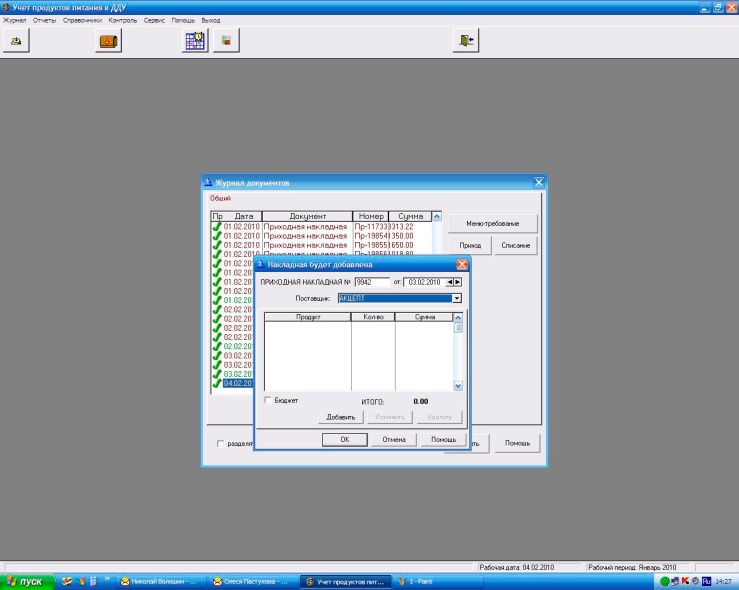 Учет продуктов питания в ДДУ
Журнал Отчеты Справочники Контроль Сервис Помощь Выход
Журнал документов
Общий
Пр Дата Документ Номер Сумма
01.02.2010 Приходная накладная Пр-11733 3313.22
01.02.2010 Приходная накладная Пр-19854 1350.00
01.02.2010 Приходная накладная Пр-19855 1650.00
01.02.2010 Приходная накладная
01.02.20
01.02.20
01.02.20
01.02.20
01.02.20
02.02.20
02.02.20
02.02.20
02.02.20
02.02.20
03.02.20
03.02.20
03.02.20
04.02.20
Меню-требование
Приход Списание
Накладная будет добавлена
ПРИХОДНАЯ НАКЛАДНАЯ № 9942 от 03.02.2010
Поставщик: АКЦЕПТ
Продукт Кол-во Сумма
Бюджет ИТОГО: 0.00
Добавить Изменить Удалить
OK Отмена Помощь
разделя
ть Помощь
Рабочая дата: 04.02.2010 Рабочий период: Январь 2010
пуск Николай Волошин - ... Олеся Пастухова - ... Учет продуктов пит... 1 - Paint Ru 14:27